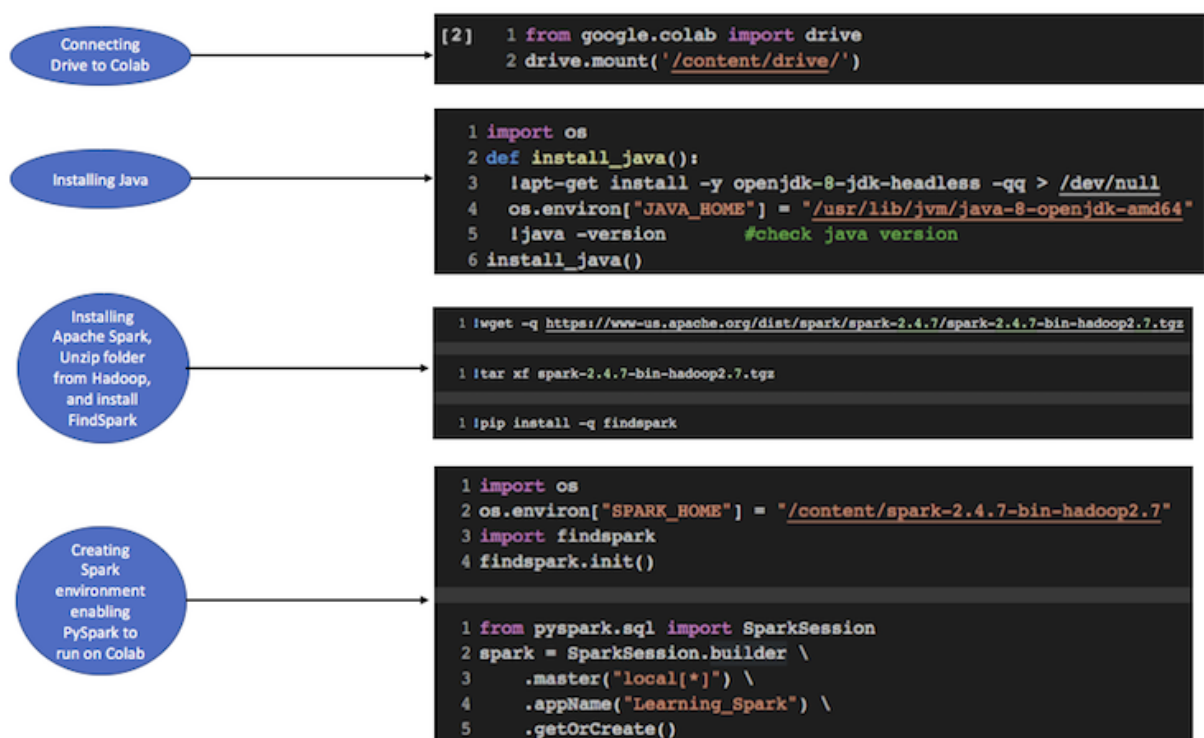 Connecting
Drive to Colab
[2] 1 from google.colab import drive
2 drive.mount('/content/drive/')
Installing Java
1 import os
2 def install_java():
3 !apt-get install -y openjdk-8-jdk-headless -qq > /dev/null
4 os.environ["JAVA_HOME"] = "/usr/lib/jvm/java-8-openjdk-amd64"
5 !java -version #check java version
6 install_java()
Installing
Apache Spark,
Unzip folder
from Hadoop,
and install
FindSpark
1 !wget -q https://www-us.apache.org/dist/spark/spark-2.4.7/spark-2.4.7-bin-hadoop2.7.tgz
1 !tar xf spark-2.4.7-bin-hadoop2.7.tgz
1 !pip install -q findspark
Creating
Spark
environment
enabling
PySpark to
run on Colab
1 import os
2 os.environ["SPARK_HOME"] = "/content/spark-2.4.7-bin-hadoop2.7"
3 import findspark
4 findspark.init()
1 from pyspark.sql import SparkSession
2 spark = SparkSession.builder \
3 .master("local[*]") \
4 .appName("Learning_Spark") \
5 .getOrCreate()